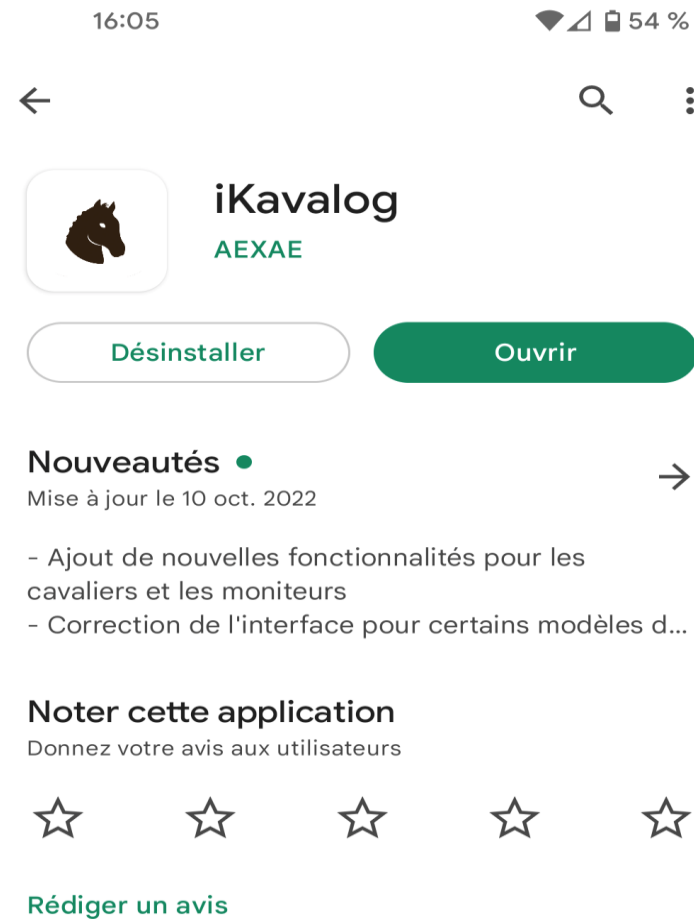 16:05
54 %
iKavalog
AEXAE
Désinstaller
Ouvrir
Nouveautés
Mise à jour le 10 oct. 2022
- Ajout de nouvelles fonctionnalités pour les
cavaliers et les moniteurs
- Correction de l'interface pour certains modèles d...
Noter cette application
Donnez votre avis aux utilisateurs
Rédiger un avis